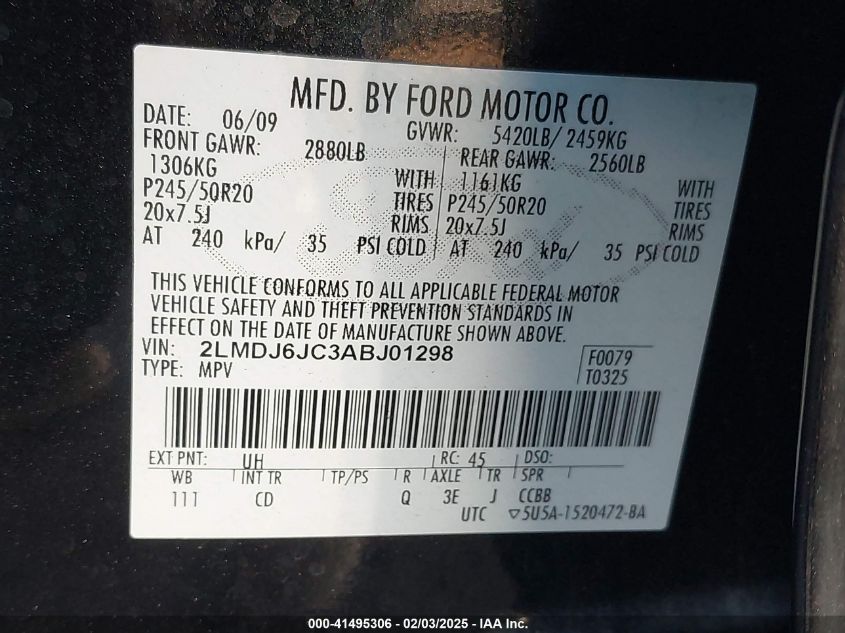 MFD. BY FORD MOTOR CO.
DATE: 06/09 GVWR: 5420LB/ 2459KG
FRONT GAWR: 2880LB REAR GAWR: 2560LB
1306KG WITH 1161KG WITH
P245/50R20 TIRES P245/50R20 TIRES
20x7.5J RIMS 20x7.5J RIMS
AT 240 kPa/ 35 PSI COLD AT 240 kPa/ 35 PSI COLD
THIS VEHICLE CONFORMS TO ALL APPLICABLE FEDERAL MOTOR
VEHICLE SAFETY AND THEFT PREVENTION STANDARDS IN
EFFECT ON THE DATE OF MANUFACTURE SHOWN ABOVE.
VIN: 2LMDJ6JC3ABJ01298 F0079
TYPE: MPV T0325
EXT PNT: UH RC: 45 DSO:
WB INT TR TP/PS R AXLE TR SPR
111 CD Q 3E J CCBB
UTC ▽5U5A-1520472-BA
000-41495306 - 02/03/2025 - IAA Inc.